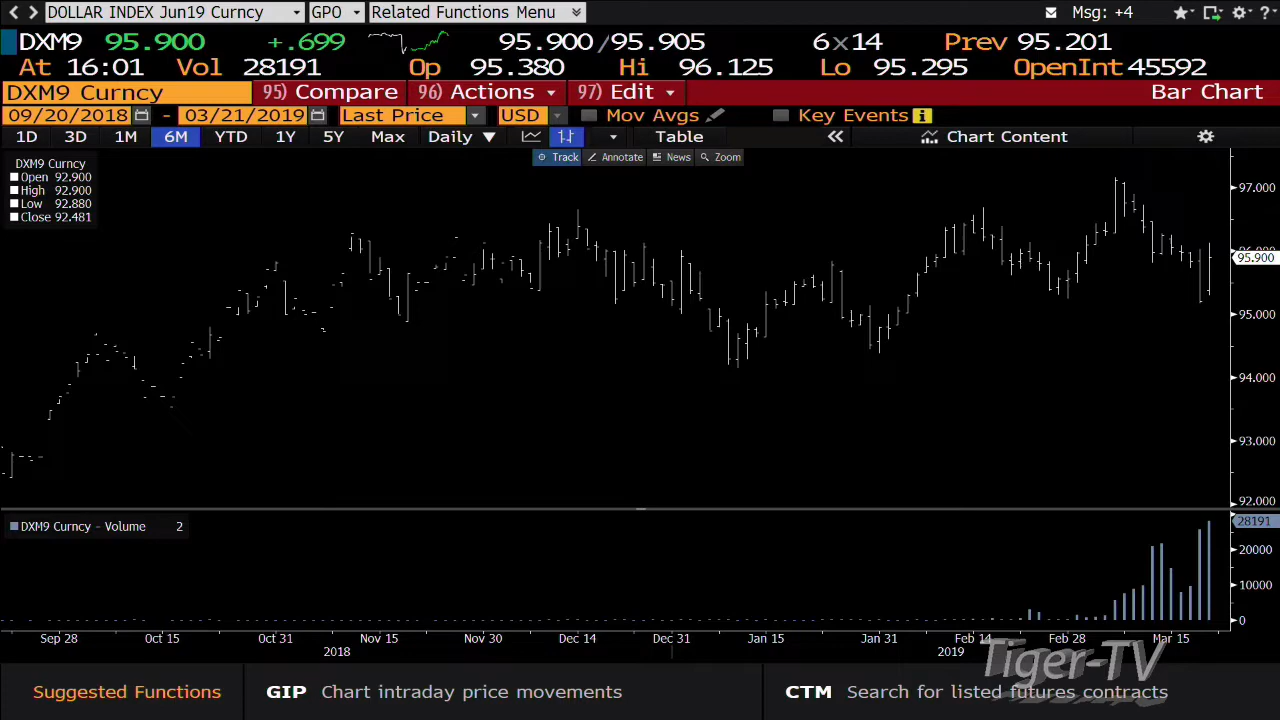 DOLLAR INDEX Jun19 Curncy GPO Related Functions Menu Msg: +4
DXM9 95.900 +.699 95.900/95.905 6x14 Prev 95.201
At 16:01 Vol 28191 Op 95.380 Hi 96.125 Lo 95.295 OpenInt 45592
DXM9 Curncy 95) Compare 96) Actions 97) Edit Bar Chart
09/20/2018 - 03/21/2019 Last Price USD Mov Avgs Key Events
1D 3D 1M 6M YTD 1Y 5Y Max Daily Table Chart Content
Track Annotate News Zoom
DXM9 Curncy
Open 92.900
High 92.900
Low 92.880
Close 92.481
97.000
96.000
95.900
95.000
94.000
93.000
92.000
DXM9 Curncy - Volume 2
28191
20000
10000
0
Sep 28 Oct 15 Oct 31 Nov 15 Nov 30 Dec 14 Dec 31 Jan 15 Jan 31 Feb 14 Feb 28 Mar 15
2018 2019
Tiger-TV
Suggested Functions GIP Chart intraday price movements CTM Search for listed futures contracts